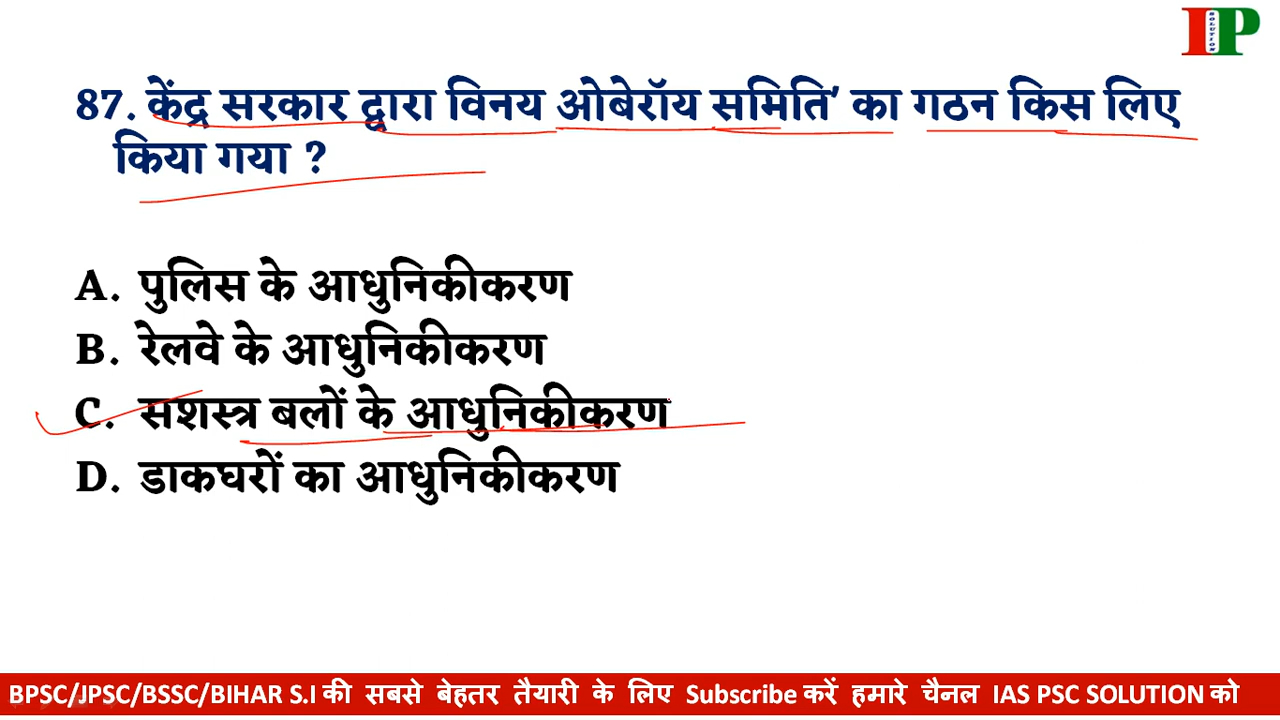 I SOLUTION P
87. केंद्र सरकार द्वारा विनय ओबेरॉय समिति' का गठन किस लिए
किया गया ?
A. पुलिस के आधुनिकीकरण
B. रेलवे के आधुनिकीकरण
C. सशस्त्र बलों के आधुनिकीकरण
D. डाकघरों का आधुनिकीकरण
BPSC/JPSC/BSSC/BIHAR S.I की सबसे बेहतर तैयारी के लिए Subscribe करें हमारे चैनल IAS PSC SOLUTION को